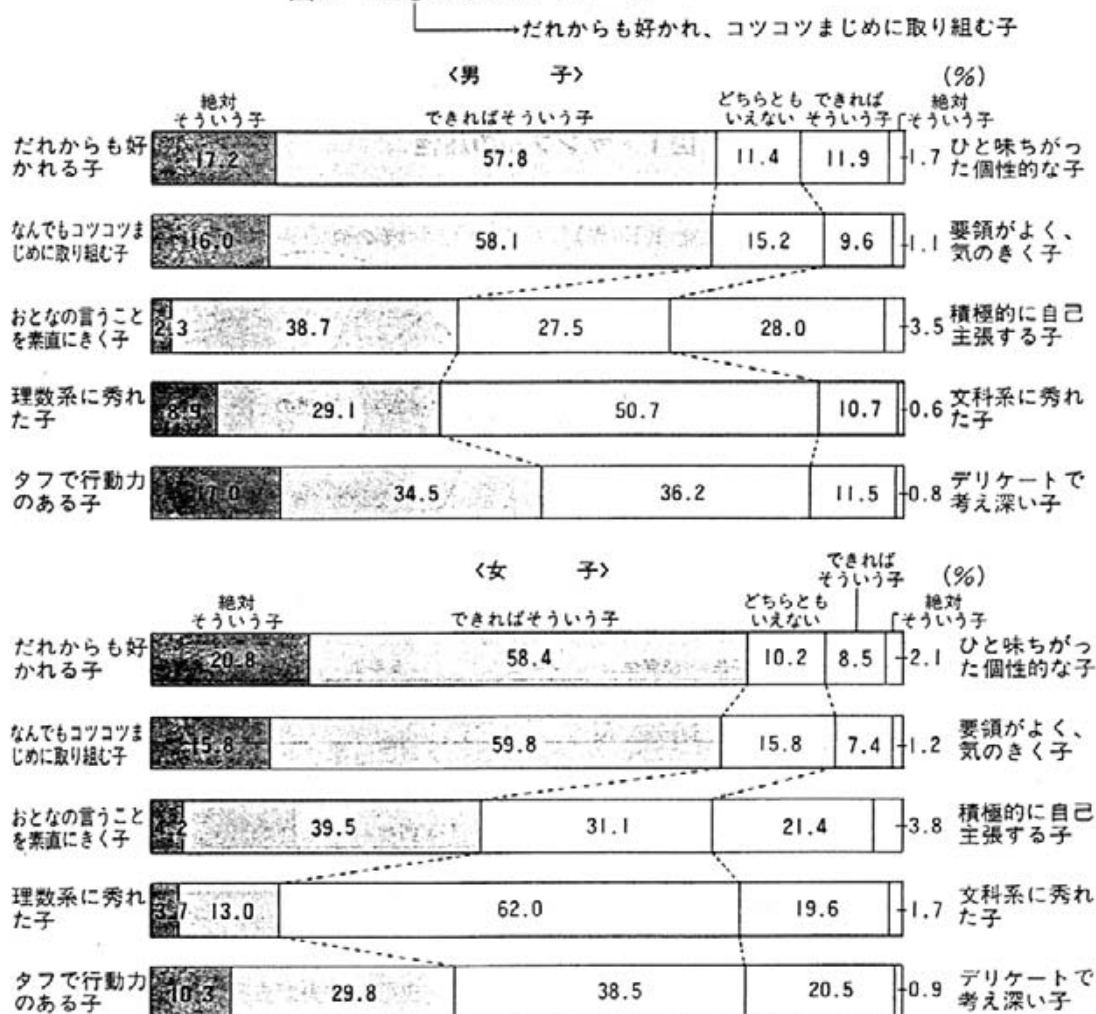 →だれからも好かれ、コツコツまじめに取り組む子
〈男　子〉
(%)
絶対
そういう子
できればそういう子
どちらとも
いえない
できれば
そういう子
絶対
そういう子
だれからも好
かれる子
17.2 57.8 11.4 11.9 1.7
ひと味ちがっ
た個性的な子
なんでもコツコツま
じめに取り組む子
16.0 58.1 15.2 9.6 1.1
要領がよく、
気のきく子
おとなの言うこと
を素直にきく子
2.3 38.7 27.5 28.0 3.5
積極的に自己
主張する子
理数系に秀れ
た子
8.9 29.1 50.7 10.7 0.6
文科系に秀れ
た子
タフで行動力
のある子
17.0 34.5 36.2 11.5 0.8
デリケートで
考え深い子
〈女　子〉
(%)
絶対
そういう子
できればそういう子
どちらとも
いえない
できれば
そういう子
絶対
そういう子
だれからも好
かれる子
20.8 58.4 10.2 8.5 2.1
ひと味ちがっ
た個性的な子
なんでもコツコツま
じめに取り組む子
15.8 59.8 15.8 7.4 1.2
要領がよく、
気のきく子
おとなの言うこと
を素直にきく子
4.2 39.5 31.1 21.4 3.8
積極的に自己
主張する子
理数系に秀れ
た子
3.7 13.0 62.0 19.6 1.7
文科系に秀れ
た子
タフで行動力
のある子
10.3 29.8 38.5 20.5 0.9
デリケートで
考え深い子